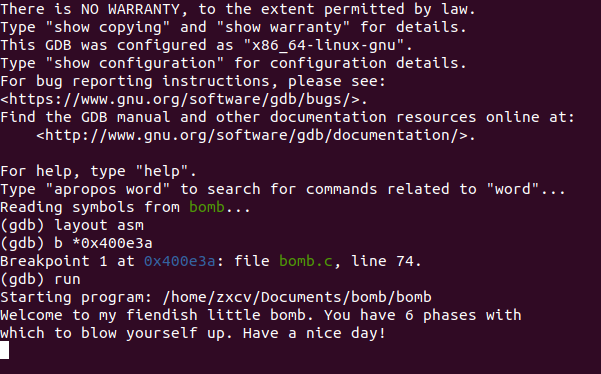 There is NO WARRANTY, to the extent permitted by law.
Type "show copying" and "show warranty" for details.
This GDB was configured as "x86_64-linux-gnu".
Type "show configuration" for configuration details.
For bug reporting instructions, please see:
<https://www.gnu.org/software/gdb/bugs/>.
Find the GDB manual and other documentation resources online at:
    <http://www.gnu.org/software/gdb/documentation/>.

For help, type "help".
Type "apropos word" to search for commands related to "word"...
Reading symbols from bomb...
(gdb) layout asm
(gdb) b *0x400e3a
Breakpoint 1 at 0x400e3a: file bomb.c, line 74.
(gdb) run
Starting program: /home/zxcv/Documents/bomb/bomb
Welcome to my fiendish little bomb. You have 6 phases with
which to blow yourself up. Have a nice day!